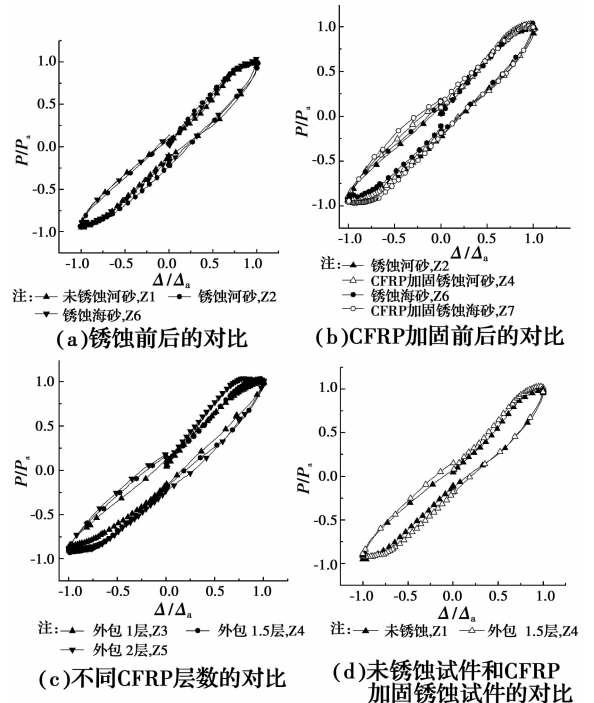 1.0
0.5
0.0
-0.5
-1.0
P/Pa
-1.0 -0.5 0.0 0.5 1.0
Δ/Δa
注: 未锈蚀河砂,Z1 锈蚀河砂,Z2
锈蚀海砂,Z6
(a)锈蚀前后的对比
1.0
0.5
0.0
-0.5
-1.0
P/Pa
-1.0 -0.5 0.0 0.5 1.0
Δ/Δa
注: 锈蚀河砂,Z2
CFRP加固锈蚀河砂,Z4
锈蚀海砂,Z6
CFRP加固锈蚀海砂,Z7
(b)CFRP加固前后的对比
1.0
0.5
0.0
-0.5
-1.0
P/Pa
-1.0 -0.5 0.0 0.5 1.0
Δ/Δa
注: 外包 1层,Z3 外包 1.5层,Z4
外包 2层,Z5
(c)不同CFRP层数的对比
1.0
0.5
0.0
-0.5
-1.0
P/Pa
-1.0 -0.5 0.0 0.5 1.0
Δ/Δa
注: 未锈蚀,Z1 外包 1.5层,Z4
(d)未锈蚀试件和CFRP
加固锈蚀试件的对比